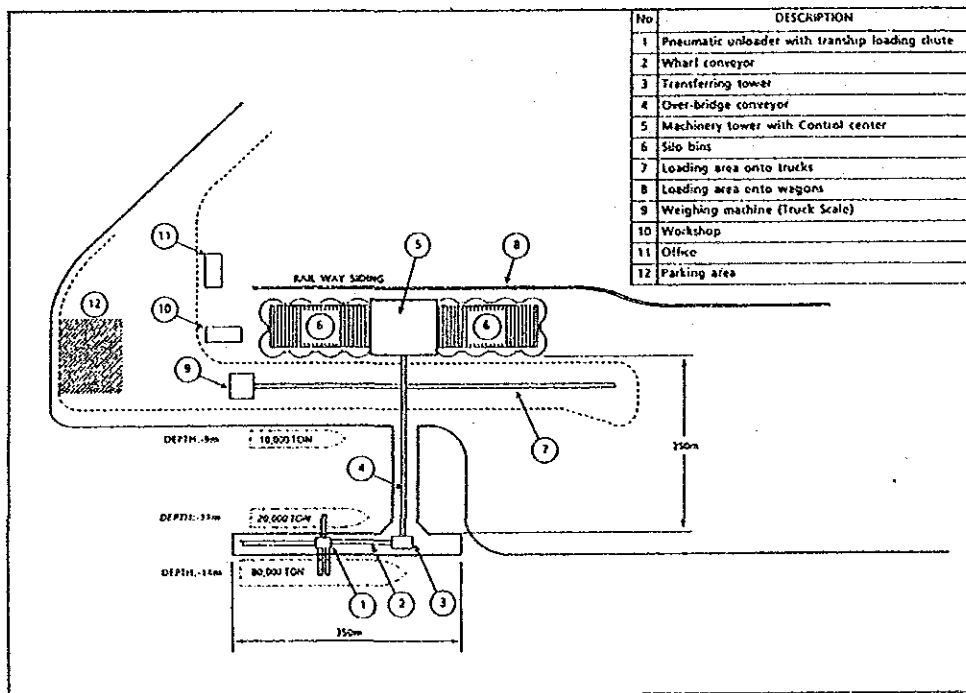 No DESCRIPTION
1 Pneumatic unloader with tranship loading chute
2 Wharf conveyor
3 Transferring tower
4 Over-bridge conveyor
5 Machinery tower with Control center
6 Silo bins
7 Loading area onto trucks
8 Loading area onto wagons
9 Weighing machine (Truck Scale)
10 Workshop
11 Office
12 Parking area
11
5
8
RAIL WAY SIDING
12
10
6
6
9
7
DEPTH.-9m
10,000 TON
4
DEPTH.-11m
20,000 TON
DEPTH.-14m
80,000 TON
1
2
3
350m